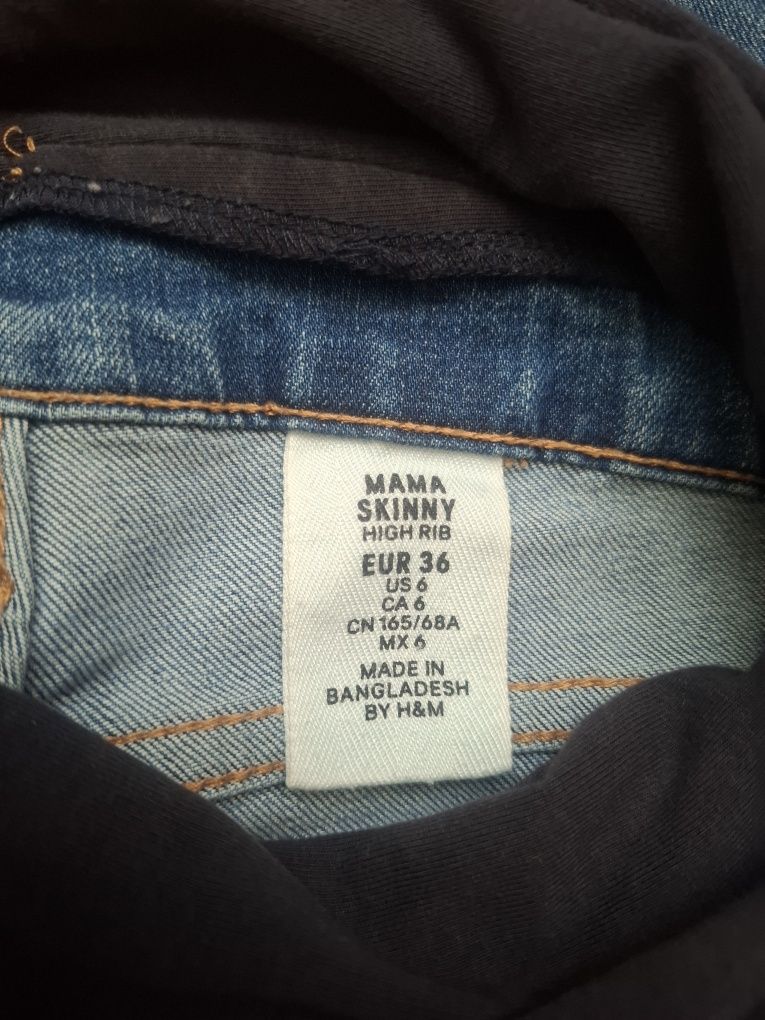 MAMA
SKINNY
HIGH RIB
EUR 36
US 6
CA 6
CN 165/68A
MX 6
MADE IN
BANGLADESH
BY H&M